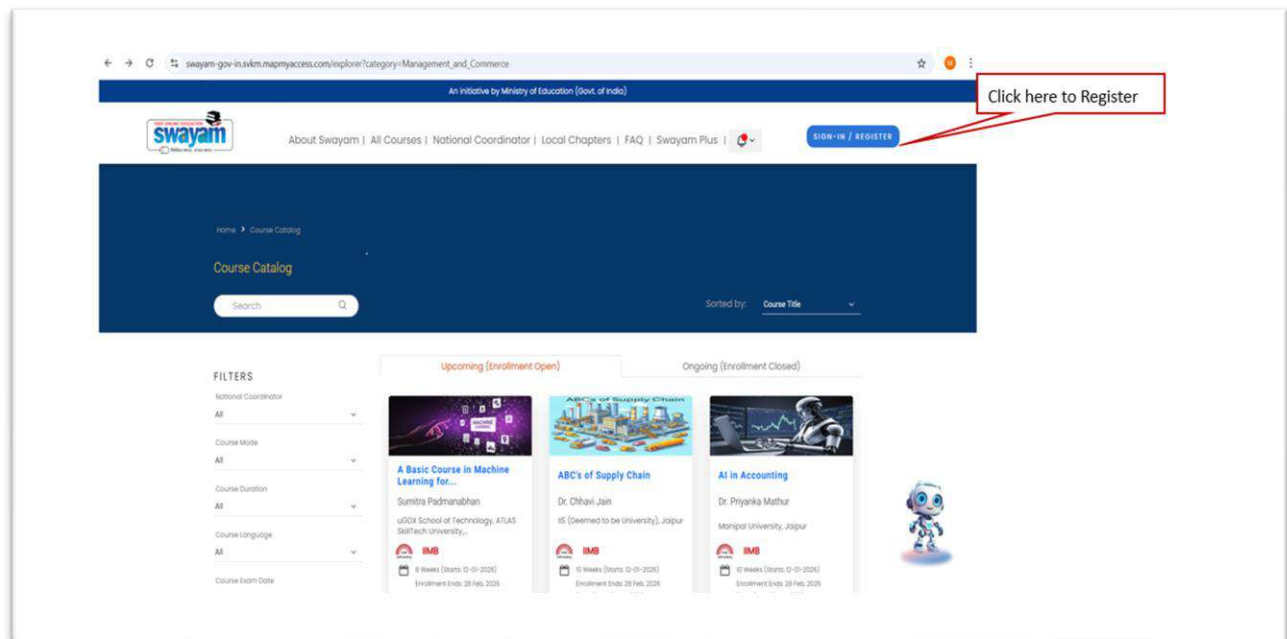 swayam-gov-in.svkm.mapmyaccess.com/explorer?category=Management_and_Commerce
M
An initiative by Ministry of Education (Govt. of India)
Click here to Register
FREE ONLINE EDUCATION
swayam
About Swayam | All Courses | National Coordinator | Local Chapters | FAQ | Swayam Plus |
SIGN-IN / REGISTER
Home > Course Catalog
Course Catalog
Search
Sorted by: Course Title
FILTERS
Upcoming (Enrollment Open)
Ongoing (Enrollment Closed)
National Coordinator
All
Course Mode
All
Course Duration
All
Course Language
All
Course Exam Date
MACHINE
LEARNING
A Basic Course in Machine
Learning for...
Sumitra Padmanabhan
uGDX School of Technology, ATLAS
SkillTech University,...
IIMB
8 Weeks (Starts: 12-01-2026)
Enrollment Ends: 28 Feb, 2026
ABC's of Supply Chain
ABC's of Supply Chain
Dr. Chhavi Jain
IIS (Deemed to be University), Jaipur
IIMB
10 Weeks (Starts: 12-01-2026)
Enrollment Ends: 28 Feb, 2026
AI in Accounting
Dr. Priyanka Mathur
Manipal University, Jaipur
IIMB
10 Weeks (Starts: 12-01-2026)
Enrollment Ends: 28 Feb, 2026